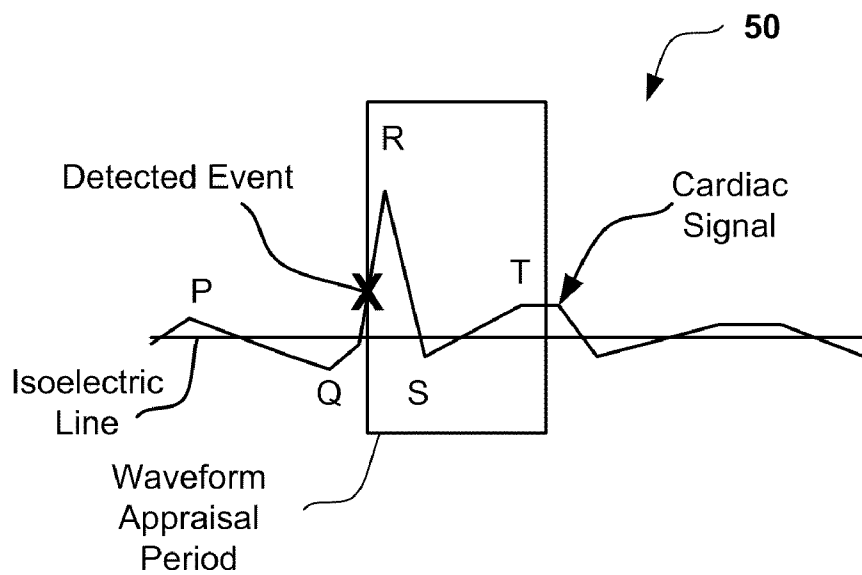 50
R
Detected Event
Cardiac
Signal
P
T
Isoelectric
Line
Q
S
X
Waveform
Appraisal
Period